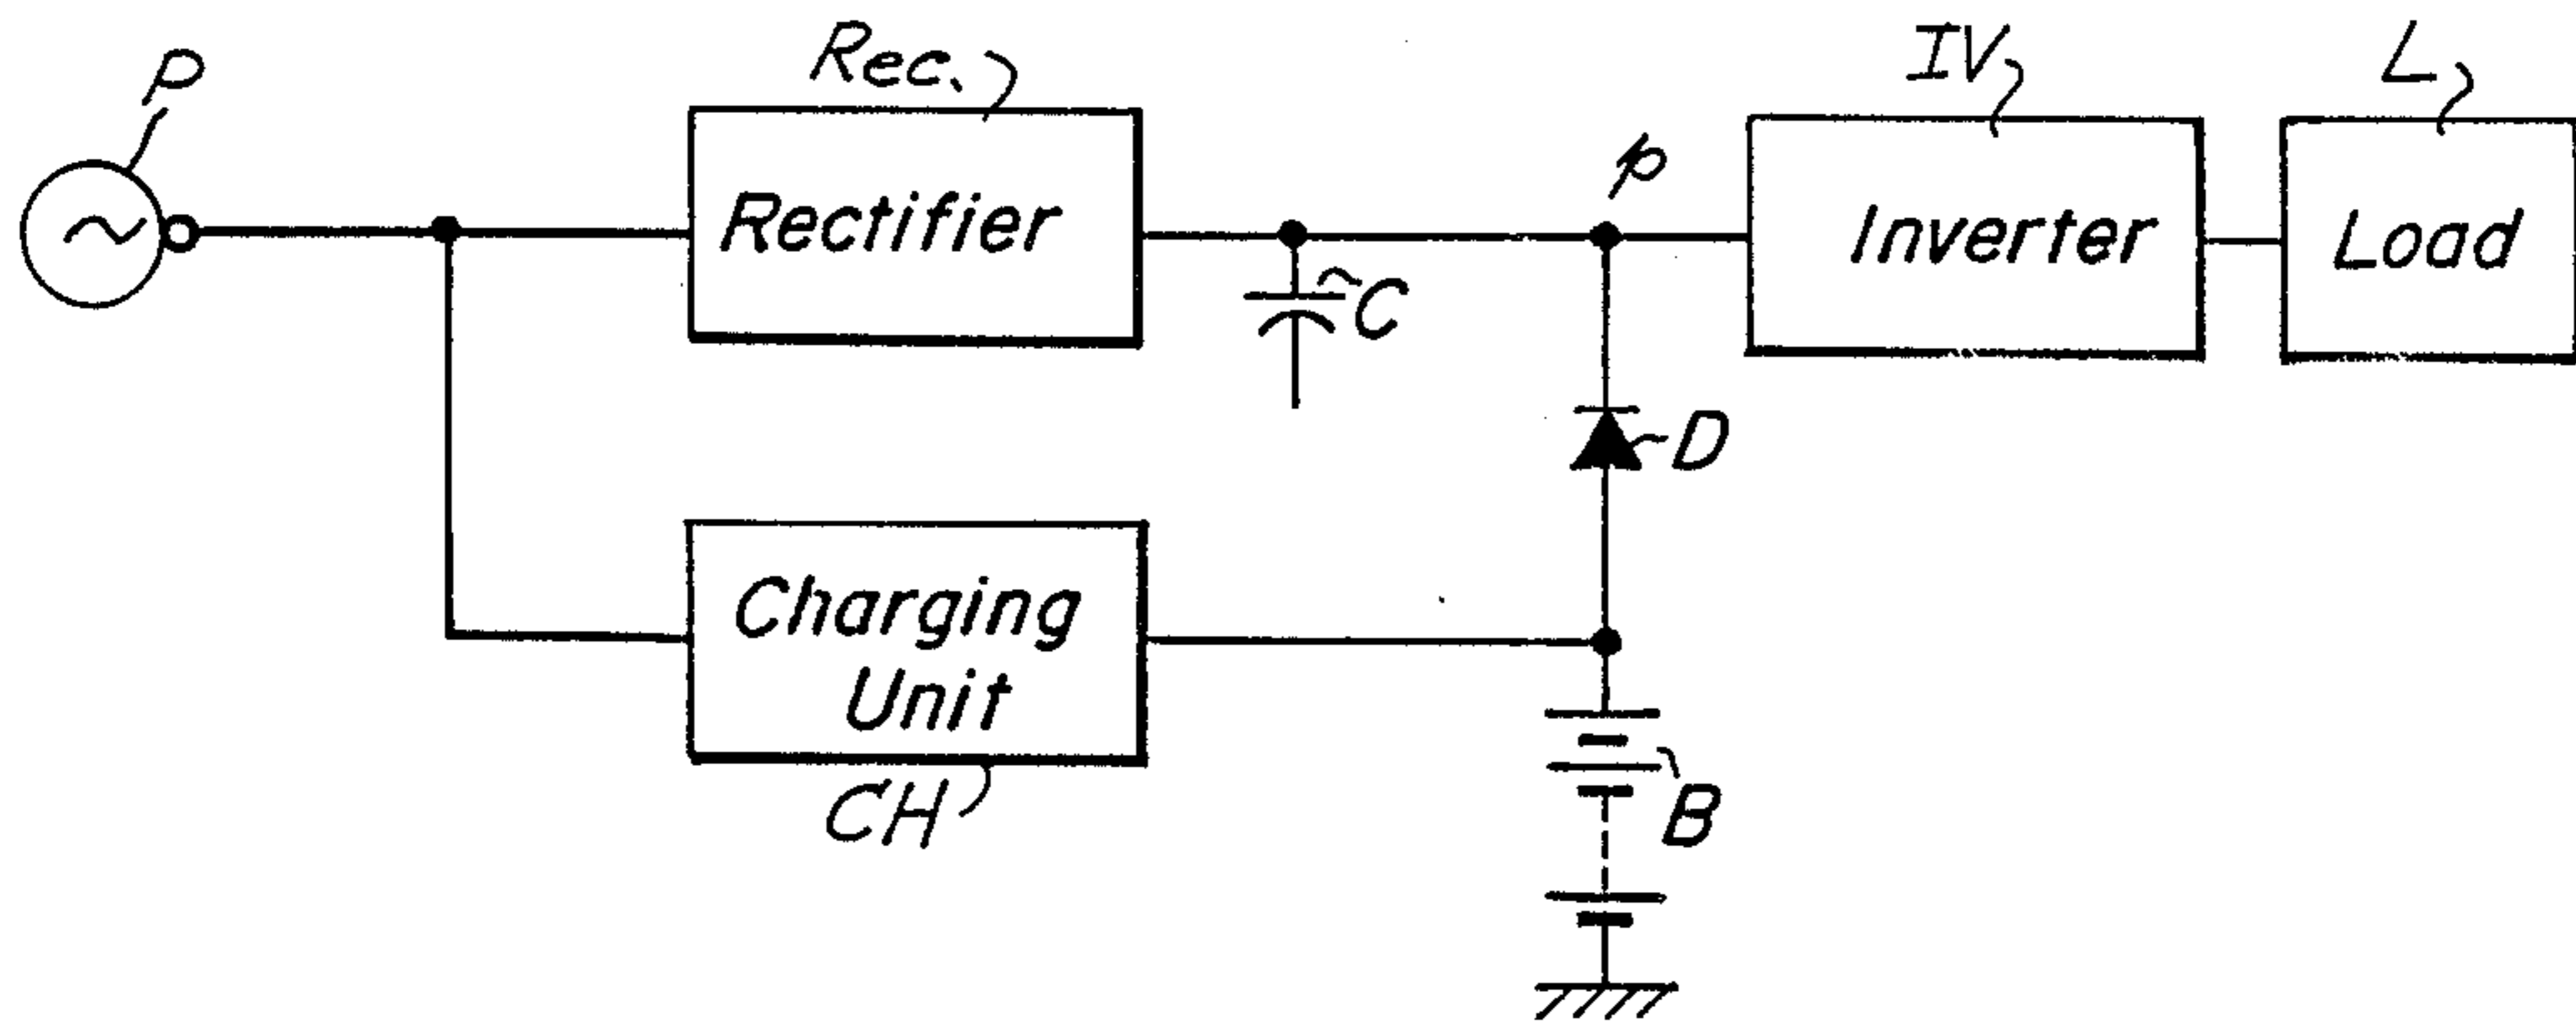 P
Rec.
IV
L
p
Rectifier
Inverter
Load
C
D
Charging
Unit
CH
B